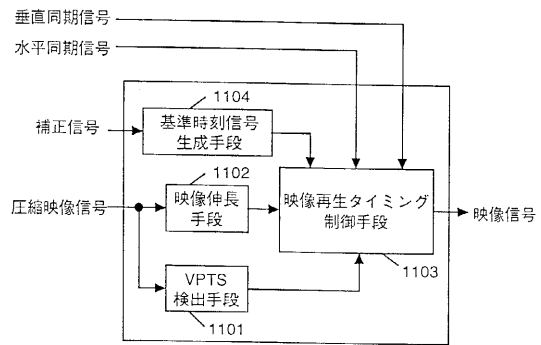 垂直同期信号
水平同期信号
1104
補正信号
基準時刻信号
生成手段
1102
圧縮映像信号
映像伸長
手段
映像再生タイミング
制御手段
映像信号
1103
VPTS
検出手段
1101